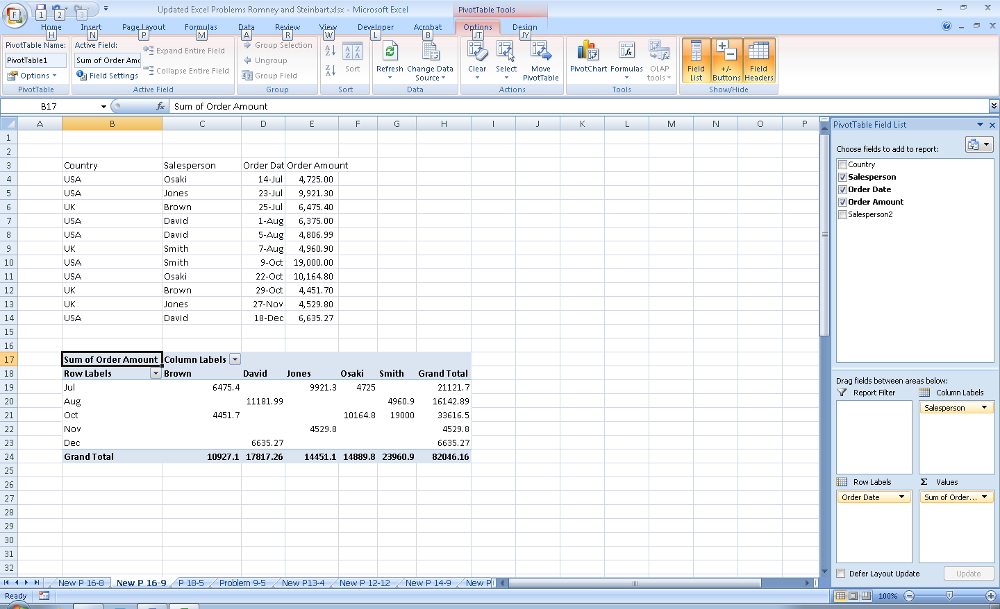 Updated Excel Problems Romney and Steinbart.xlsx - Microsoft Excel
PivotTable Tools
F 1 2 3
Home Insert Page Layout Formulas Data Review View Developer Acrobat Options Design
H N P M A R W L B JT JY
PivotTable Name:
PivotTable1
Options
PivotTable
Active Field:
Sum of Order Amo
Field Settings
Expand Entire Field
Collapse Entire Field
Active Field
Group Selection
Ungroup
Group Field
Group
Sort
Sort
Refresh
Change Data Source
Data
Clear
Select
Move PivotTable
Actions
PivotChart
Formulas
OLAP tools
Tools
Field List
+/- Buttons
Field Headers
Show/Hide
B17 fx Sum of Order Amount
A B C D E F G H I J K L M N O P
1
2
3 Country Salesperson Order Dat Order Amount
4 USA Osaki 14-Jul 4,725.00
5 USA Jones 23-Jul 9,921.30
6 UK Brown 25-Jul 6,475.40
7 USA David 1-Aug 6,375.00
8 USA David 5-Aug 4,806.99
9 UK Smith 7-Aug 4,960.90
10 USA Smith 9-Oct 19,000.00
11 USA Osaki 22-Oct 10,164.80
12 UK Brown 29-Oct 4,451.70
13 UK Jones 27-Nov 4,529.80
14 USA David 18-Dec 6,635.27
15
16
17 Sum of Order Amount Column Labels
18 Row Labels Brown David Jones Osaki Smith Grand Total
19 Jul 6475.4 9921.3 4725 21121.7
20 Aug 11181.99 4960.9 16142.89
21 Oct 4451.7 10164.8 19000 33616.5
22 Nov 4529.8 4529.8
23 Dec 6635.27 6635.27
24 Grand Total 10927.1 17817.26 14451.1 14889.8 23960.9 82046.16
25
26
27
28
29
30
31
32
PivotTable Field List
Choose fields to add to report:
Country
Salesperson
Order Date
Order Amount
Salesperson2
Drag fields between areas below:
Report Filter Column Labels
Salesperson
Row Labels Σ Values
Order Date Sum of Order...
Defer Layout Update Update
New P 16-8 New P 16-9 P 18-5 Problem 9-5 New P13-4 New P 12-12 New P 14-9 New P
Ready 100%